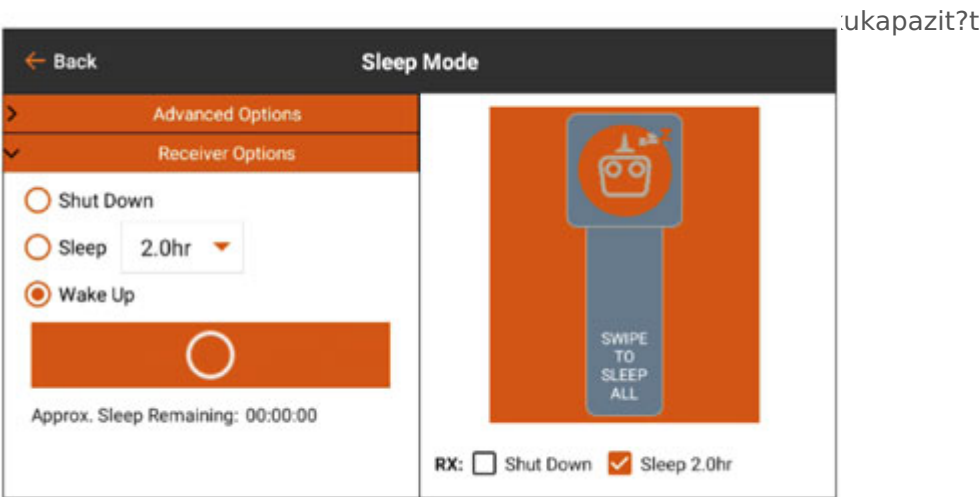 ukapazit?t
Back
Sleep Mode
Advanced Options
Receiver Options
Shut Down
Sleep 2.0hr
Wake Up
Approx. Sleep Remaining: 00:00:00
SWIPE
TO
SLEEP
ALL
RX: Shut Down Sleep 2.0hr